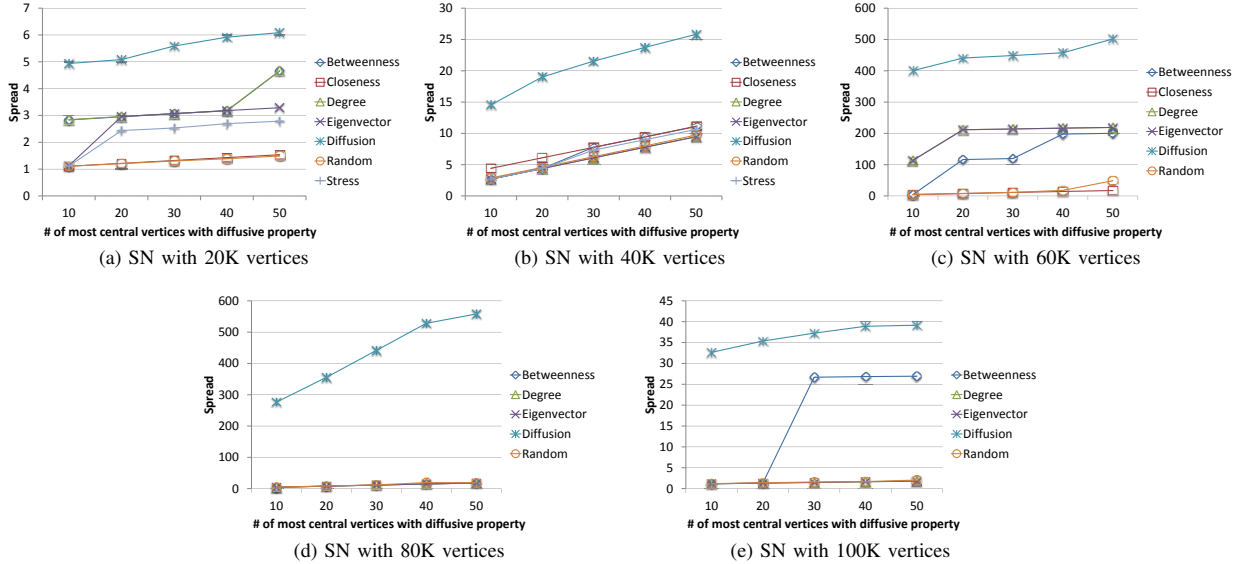 7
6
5
4
3
2
1
0
Spread
10 20 30 40 50
# of most central vertices with diffusive property
Betweenness
Closeness
Degree
Eigenvector
Diffusion
Random
Stress
(a) SN with 20K vertices
30
25
20
15
10
5
0
Spread
10 20 30 40 50
# of most central vertices with diffusive property
Betweenness
Closeness
Degree
Eigenvector
Diffusion
Random
Stress
(b) SN with 40K vertices
600
500
400
300
200
100
0
Spread
10 20 30 40 50
# of most central vertices with diffusive property
Betweenness
Closeness
Degree
Eigenvector
Diffusion
Random
(c) SN with 60K vertices
600
500
400
300
200
100
0
Spread
10 20 30 40 50
# of most central vertices with diffusive property
Betweenness
Degree
Eigenvector
Diffusion
Random
(d) SN with 80K vertices
45
40
35
30
25
20
15
10
5
0
Spread
10 20 30 40 50
# of most central vertices with diffusive property
Betweenness
Degree
Eigenvector
Diffusion
Random
(e) SN with 100K vertices